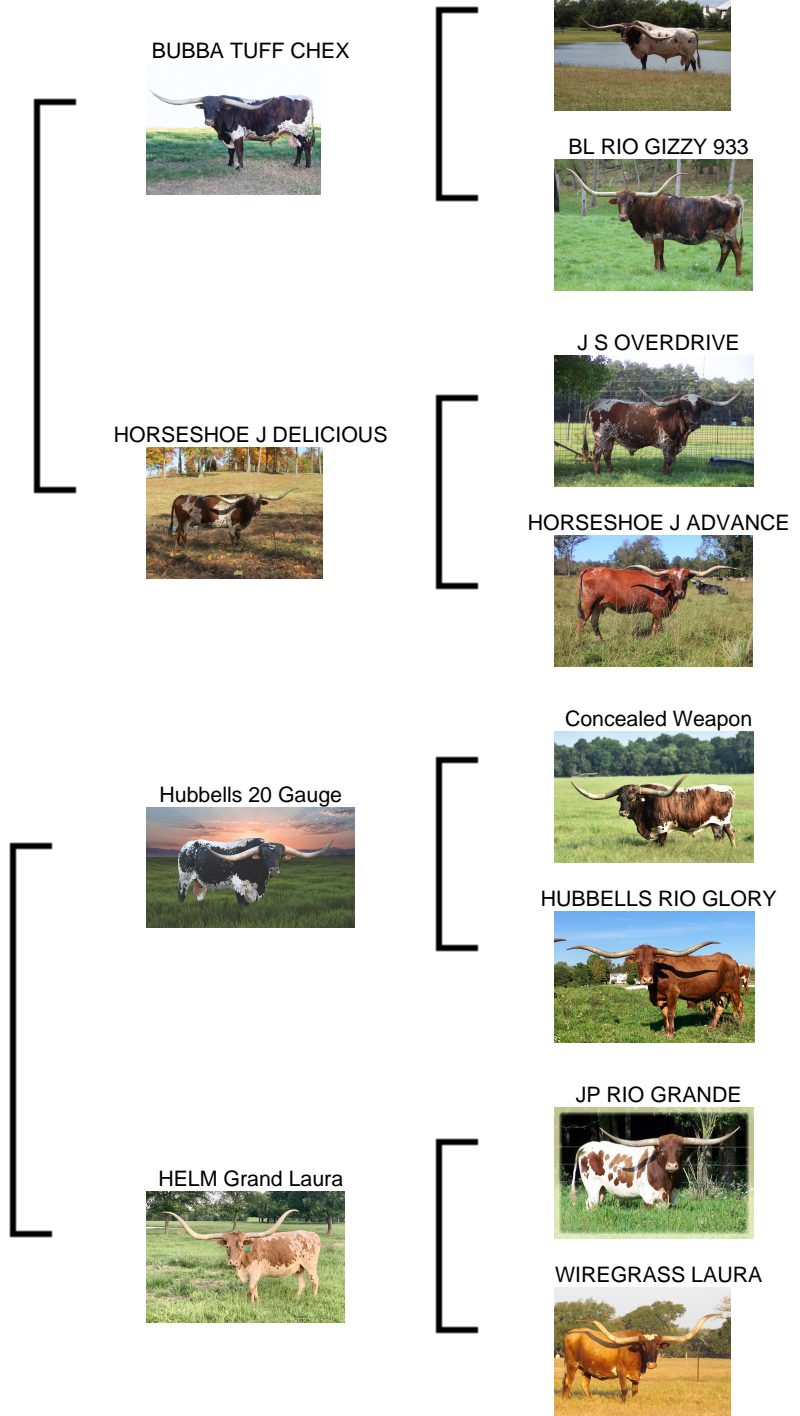 BUBBA TUFF CHEX
BL RIO GIZZY 933
J S OVERDRIVE
HORSESHOE J DELICIOUS
HORSESHOE J ADVANCE
Concealed Weapon
Hubbells 20 Gauge
HUBBELLS RIO GLORY
JP RIO GRANDE
HELM Grand Laura
WIREGRASS LAURA